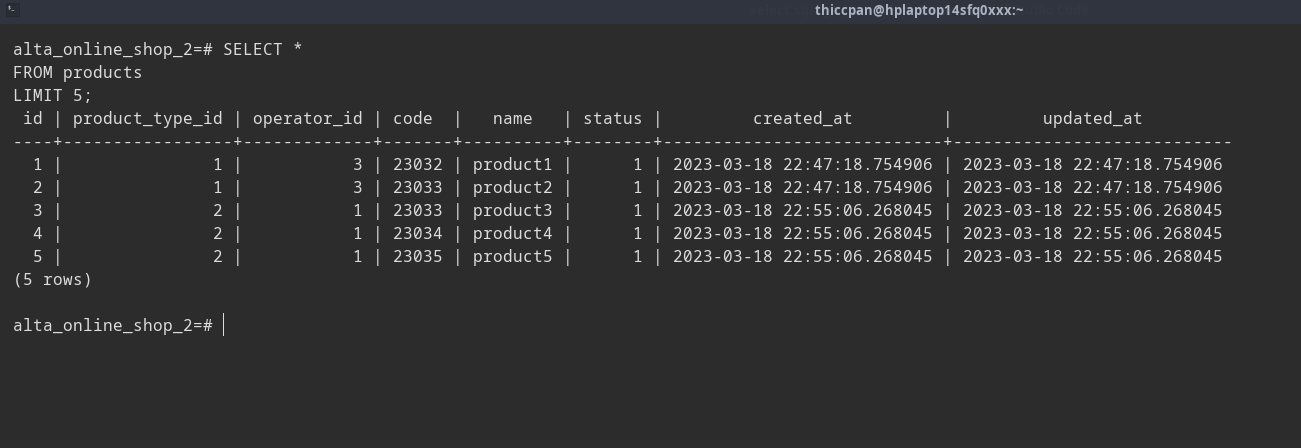 thiccpan@hplaptop14sfq0xxx:~
alta_online_shop_2=# SELECT *
FROM products
LIMIT 5;
 id | product_type_id | operator_id | code  |   name   | status |         created_at         |         updated_at
----+-----------------+-------------+-------+----------+--------+----------------------------+----------------------------
  1 |               1 |           3 | 23032 | product1 |      1 | 2023-03-18 22:47:18.754906 | 2023-03-18 22:47:18.754906
  2 |               1 |           3 | 23033 | product2 |      1 | 2023-03-18 22:47:18.754906 | 2023-03-18 22:47:18.754906
  3 |               2 |           1 | 23033 | product3 |      1 | 2023-03-18 22:55:06.268045 | 2023-03-18 22:55:06.268045
  4 |               2 |           1 | 23034 | product4 |      1 | 2023-03-18 22:55:06.268045 | 2023-03-18 22:55:06.268045
  5 |               2 |           1 | 23035 | product5 |      1 | 2023-03-18 22:55:06.268045 | 2023-03-18 22:55:06.268045
(5 rows)
alta_online_shop_2=#